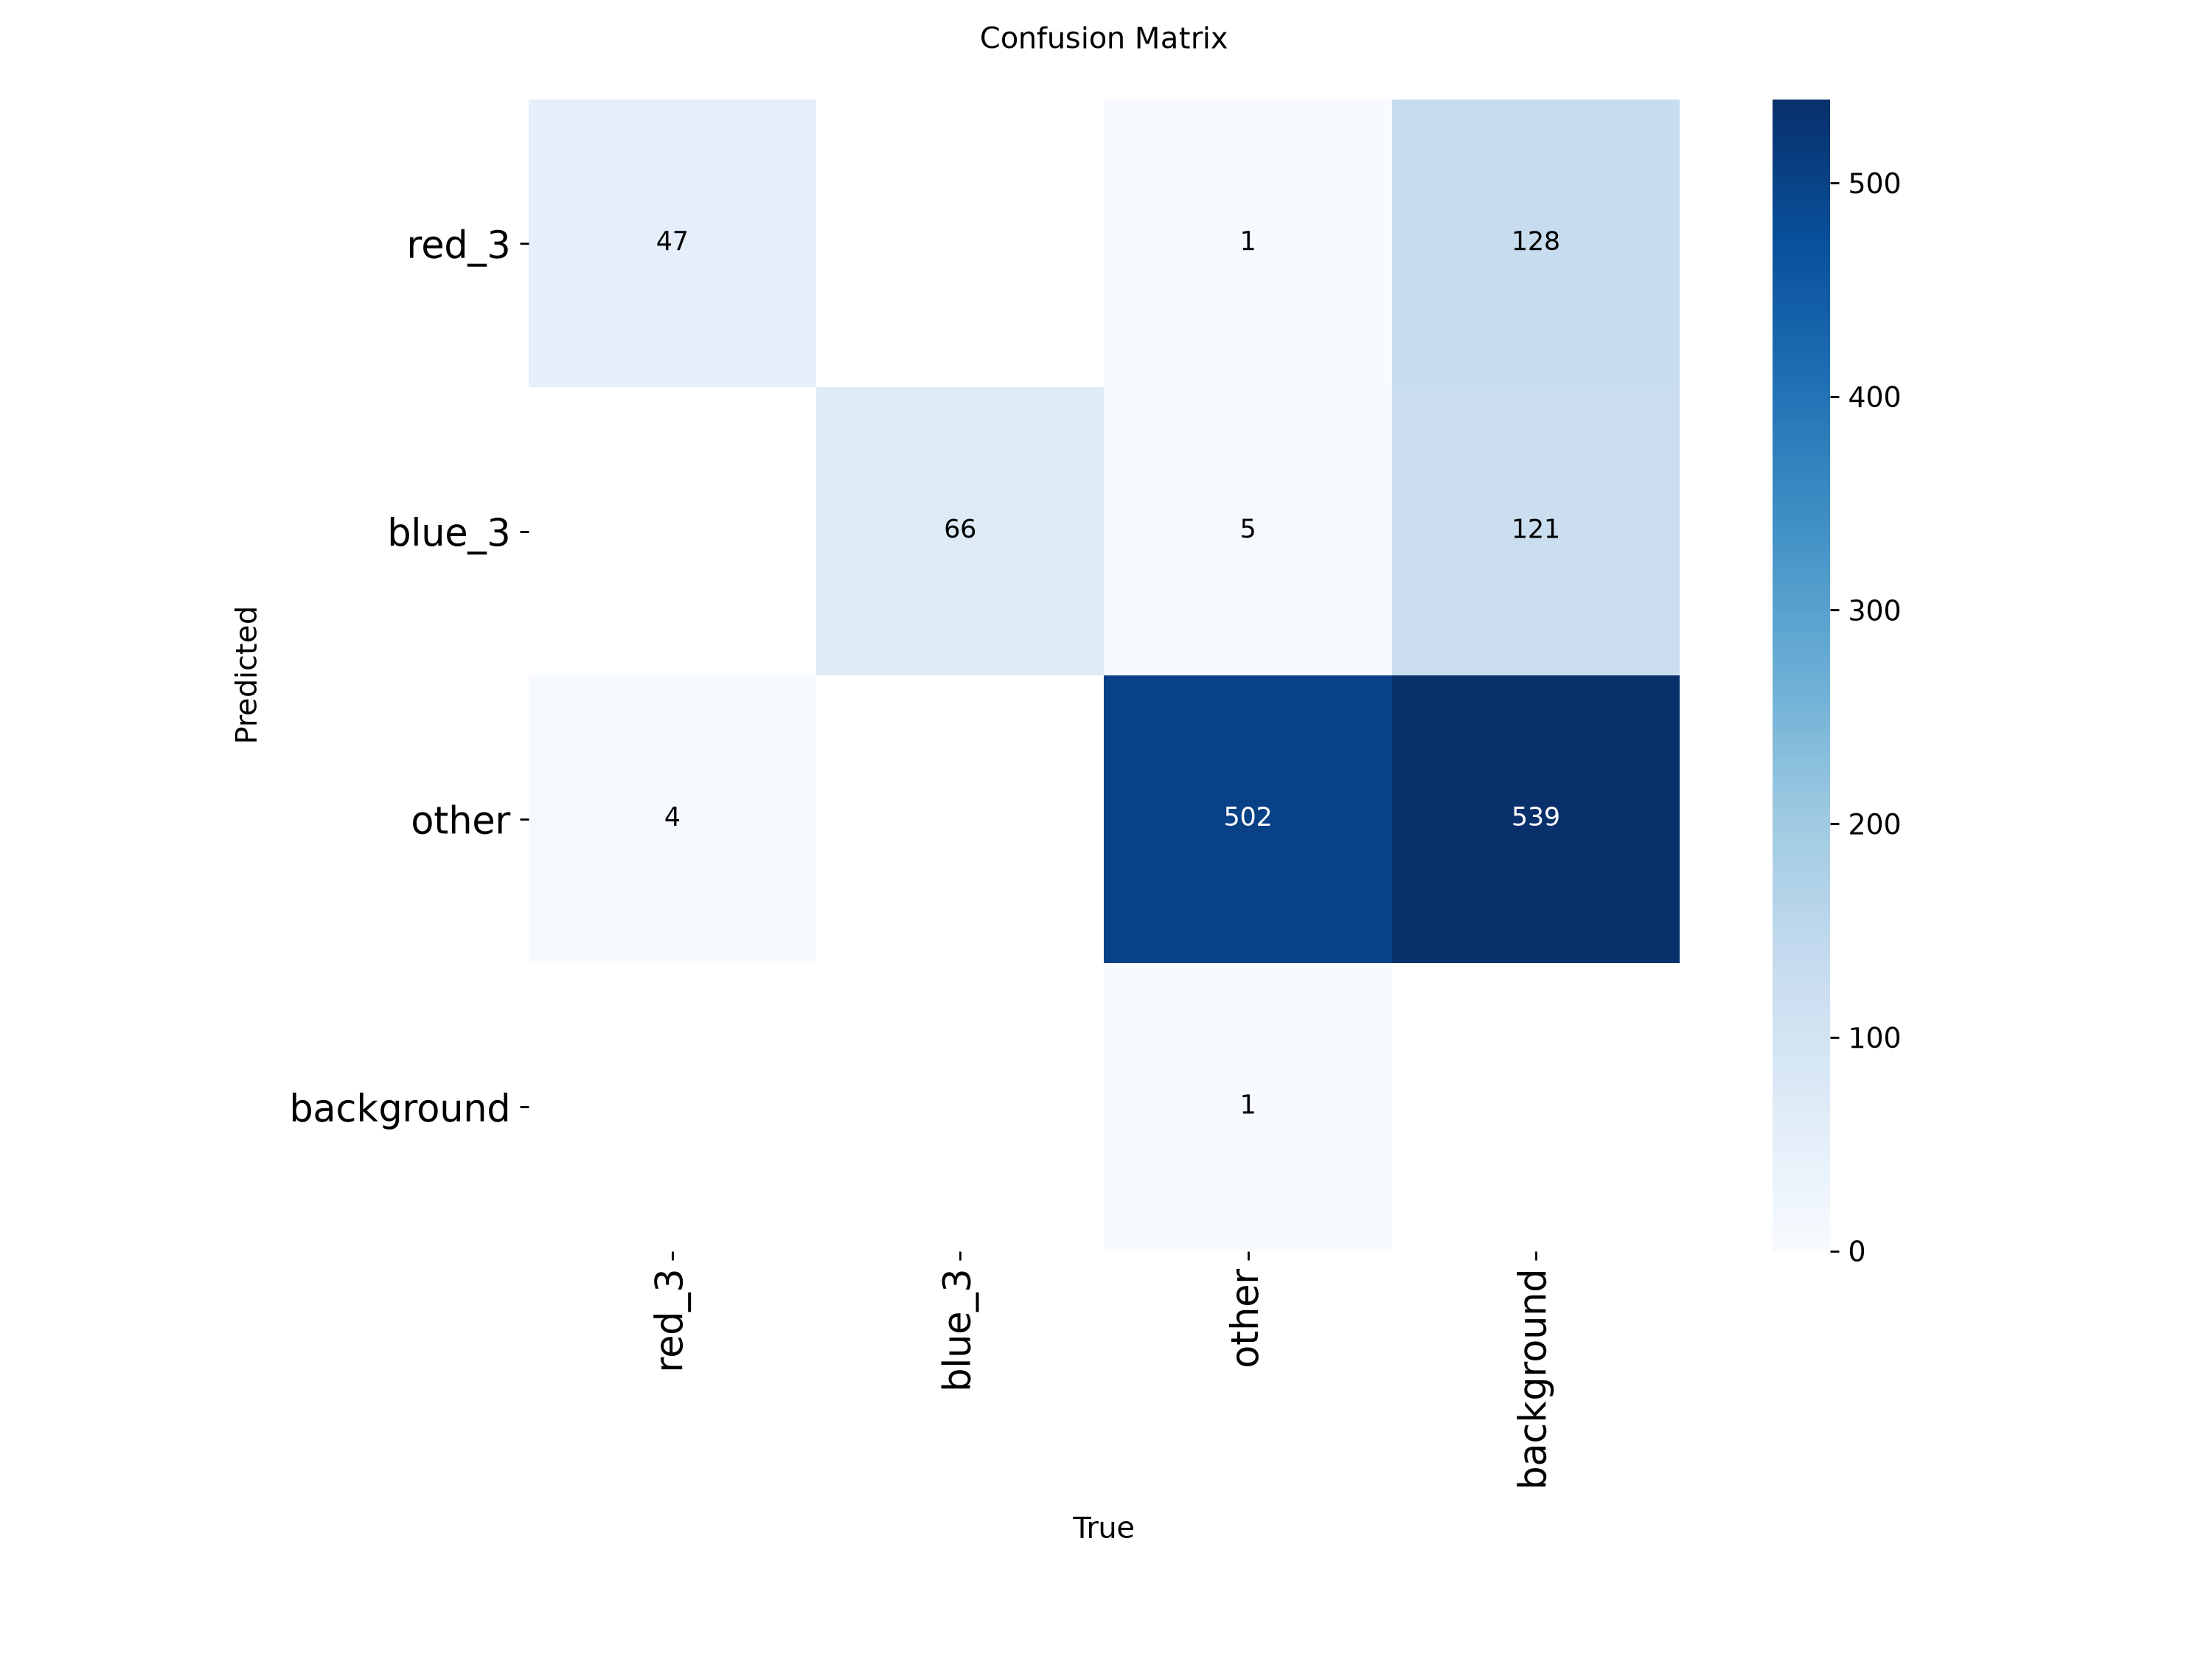 Confusion Matrix
red_3
47
1
128
500
400
blue_3
66
5
121
300
Predicted
other
4
502
539
200
100
background
1
0
red_3
blue_3
other
background
True